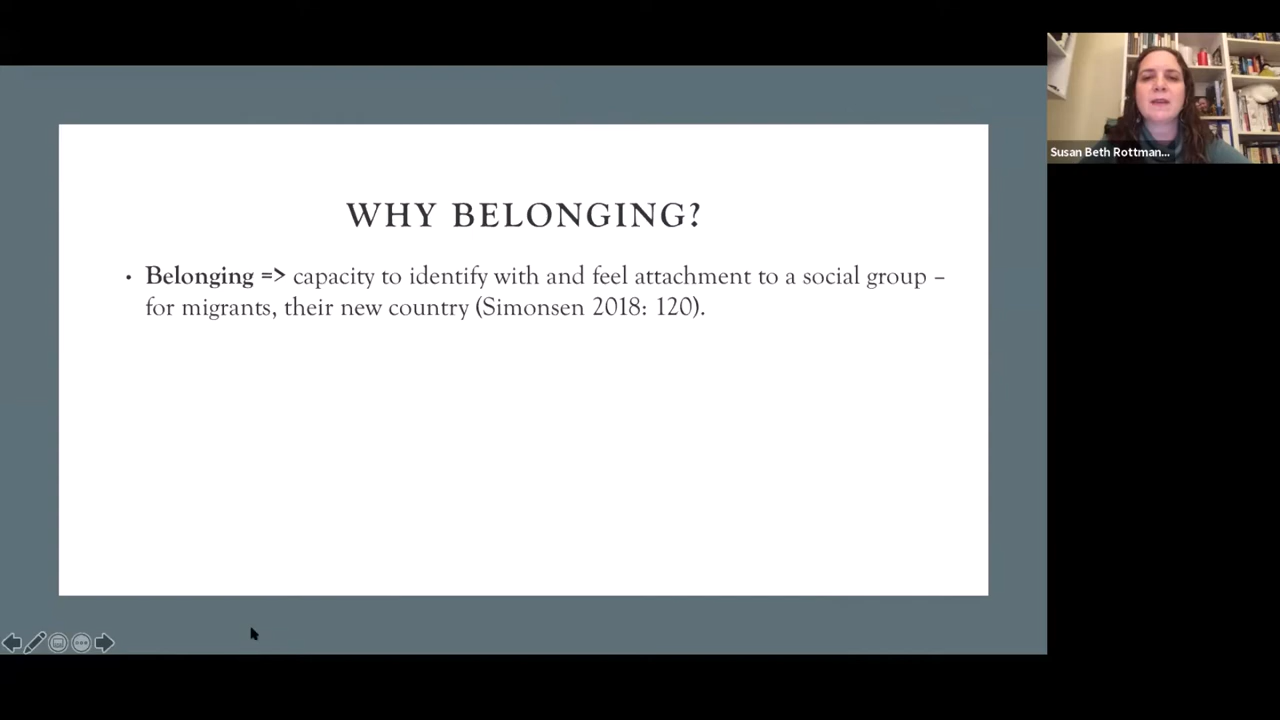 WHY BELONGING?
• Belonging => capacity to identify with and feel attachment to a social group –
for migrants, their new country (Simonsen 2018: 120).
Susan Beth Rottman...